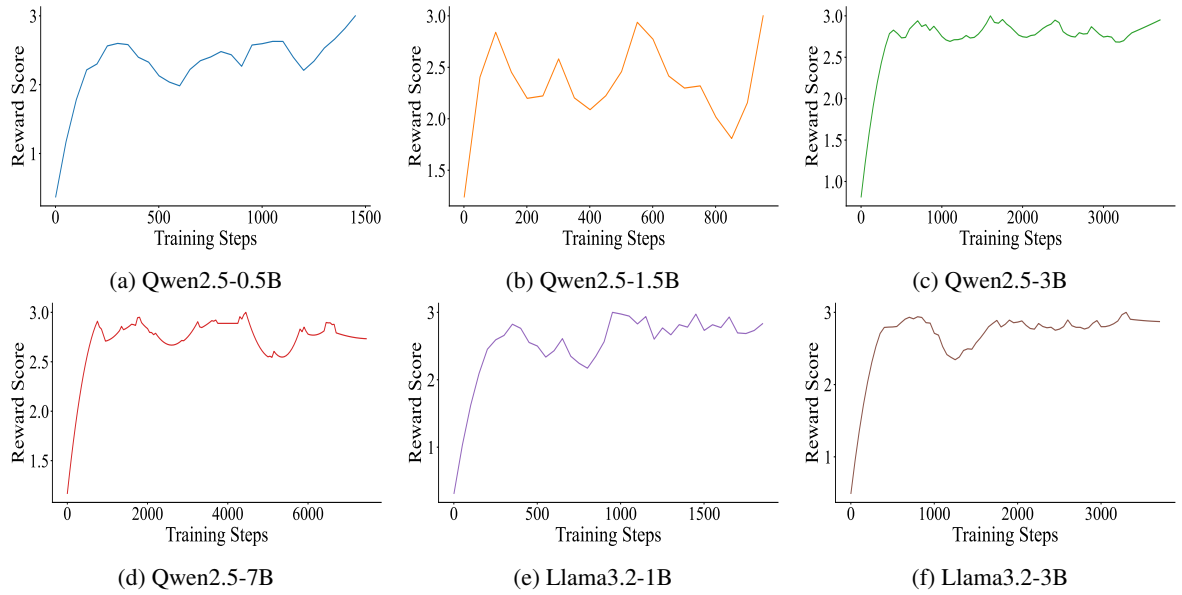 3
2
1
Reward Score
0
500
1000
1500
Training Steps
(a) Qwen2.5-0.5B
3.0
2.5
2.0
1.5
Reward Score
0
200
400
600
800
Training Steps
(b) Qwen2.5-1.5B
3.0
2.5
2.0
1.5
1.0
Reward Score
0
1000
2000
3000
Training Steps
(c) Qwen2.5-3B
3.0
2.5
2.0
1.5
Reward Score
0
2000
4000
6000
Training Steps
(d) Qwen2.5-7B
3
2
1
Reward Score
0
500
1000
1500
Training Steps
(e) Llama3.2-1B
3
2
1
Reward Score
0
1000
2000
3000
Training Steps
(f) Llama3.2-3B